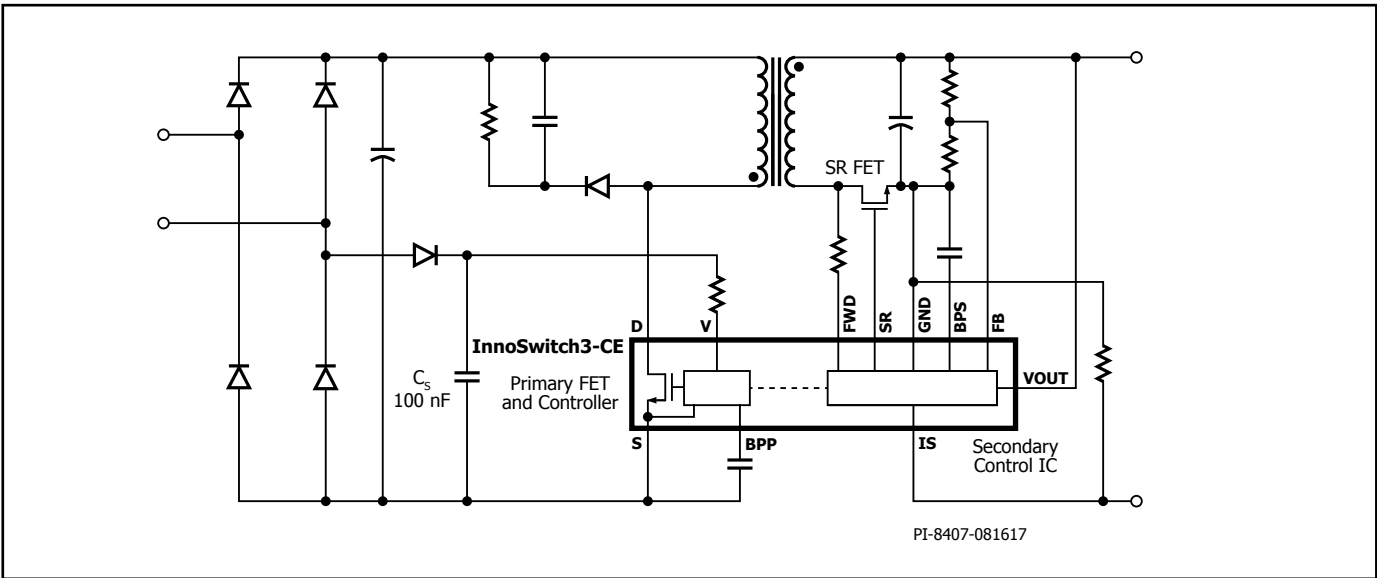 SR FET
FWD
SR
GND
BPS
FB
D
V
InnoSwitch3-CE
VOUT
Primary FET
and Controller
C_S
100 nF
S
BPP
IS
Secondary
Control IC
PI-8407-081617